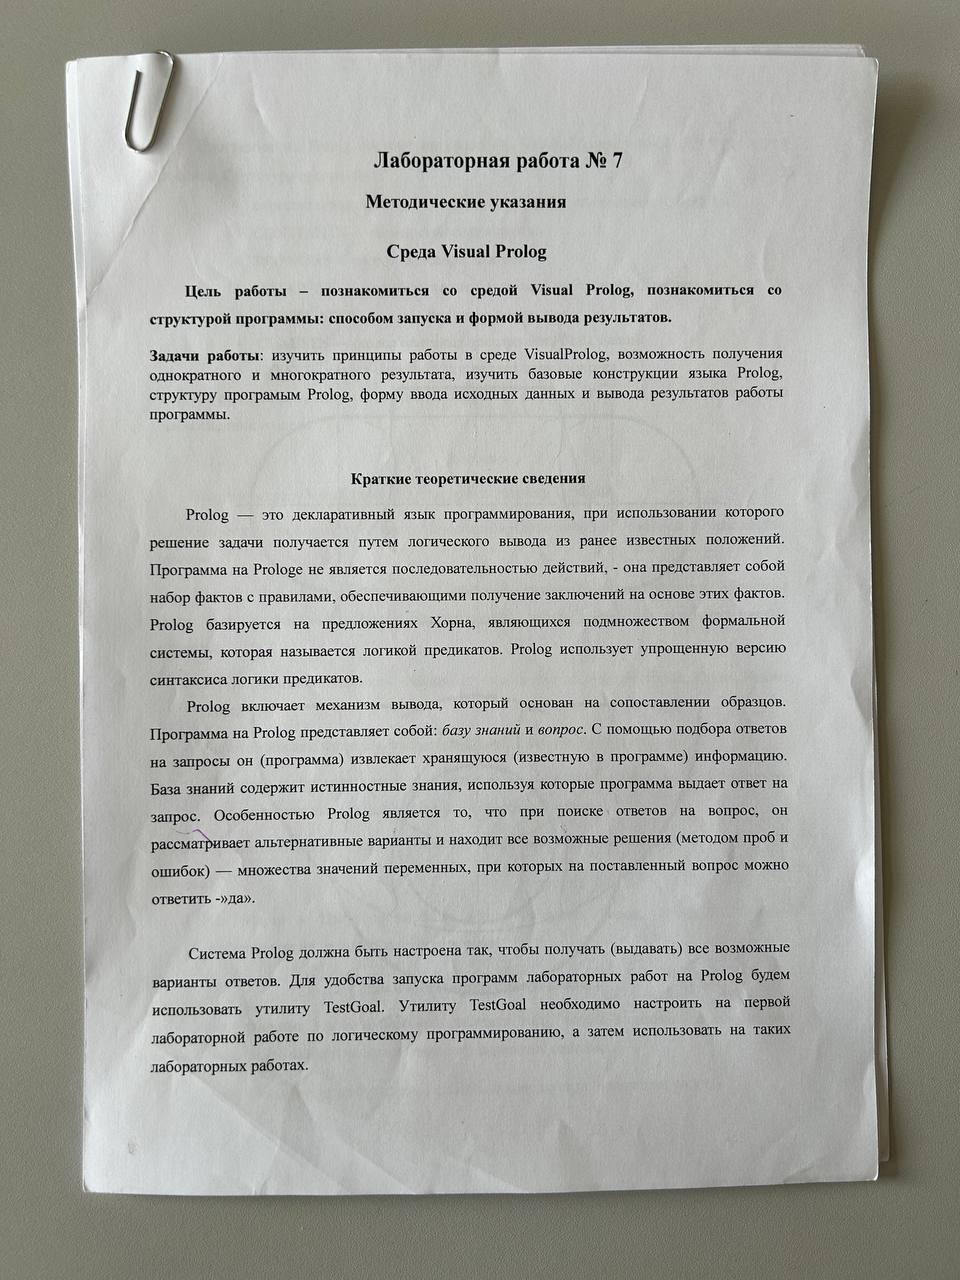 Лабораторная работа № 7
Методические указания
Среда Visual Prolog
Цель работы – познакомиться со средой Visual Prolog, познакомиться со
структурой программы: способом запуска и формой вывода результатов.
Задачи работы: изучить принципы работы в среде VisualProlog, возможность получения
однократного и многократного результата, изучить базовые конструкции языка Prolog,
структуру програмым Prolog, форму ввода исходных данных и вывода результатов работы
программы.
Краткие теоретические сведения
Prolog — это декларативный язык программирования, при использовании которого
решение задачи получается путем логического вывода из ранее известных положений.
Программа на Prologe не является последовательностью действий, - она представляет собой
набор фактов с правилами, обеспечивающими получение заключений на основе этих фактов.
Prolog базируется на предложениях Хорна, являющихся подмножеством формальной
системы, которая называется логикой предикатов. Prolog использует упрощенную версию
синтаксиса логики предикатов.
Prolog включает механизм вывода, который основан на сопоставлении образцов.
Программа на Prolog представляет собой: базу знаний и вопрос. С помощью подбора ответов
на запросы он (программа) извлекает хранящуюся (известную в программе) информацию.
База знаний содержит истинностные знания, используя которые программа выдает ответ на
запрос. Особенностью Prolog является то, что при поиске ответов на вопрос, он
рассматривает альтернативные варианты и находит все возможные решения (методом проб и
ошибок) — множества значений переменных, при которых на поставленный вопрос можно
ответить -»да».
Система Prolog должна быть настроена так, чтобы получать (выдавать) все возможные
варианты ответов. Для удобства запуска программ лабораторных работ на Prolog будем
использовать утилиту TestGoal. Утилиту TestGoal необходимо настроить на первой
лабораторной работе по логическому программированию, а затем использовать на таких
лабораторных работах.